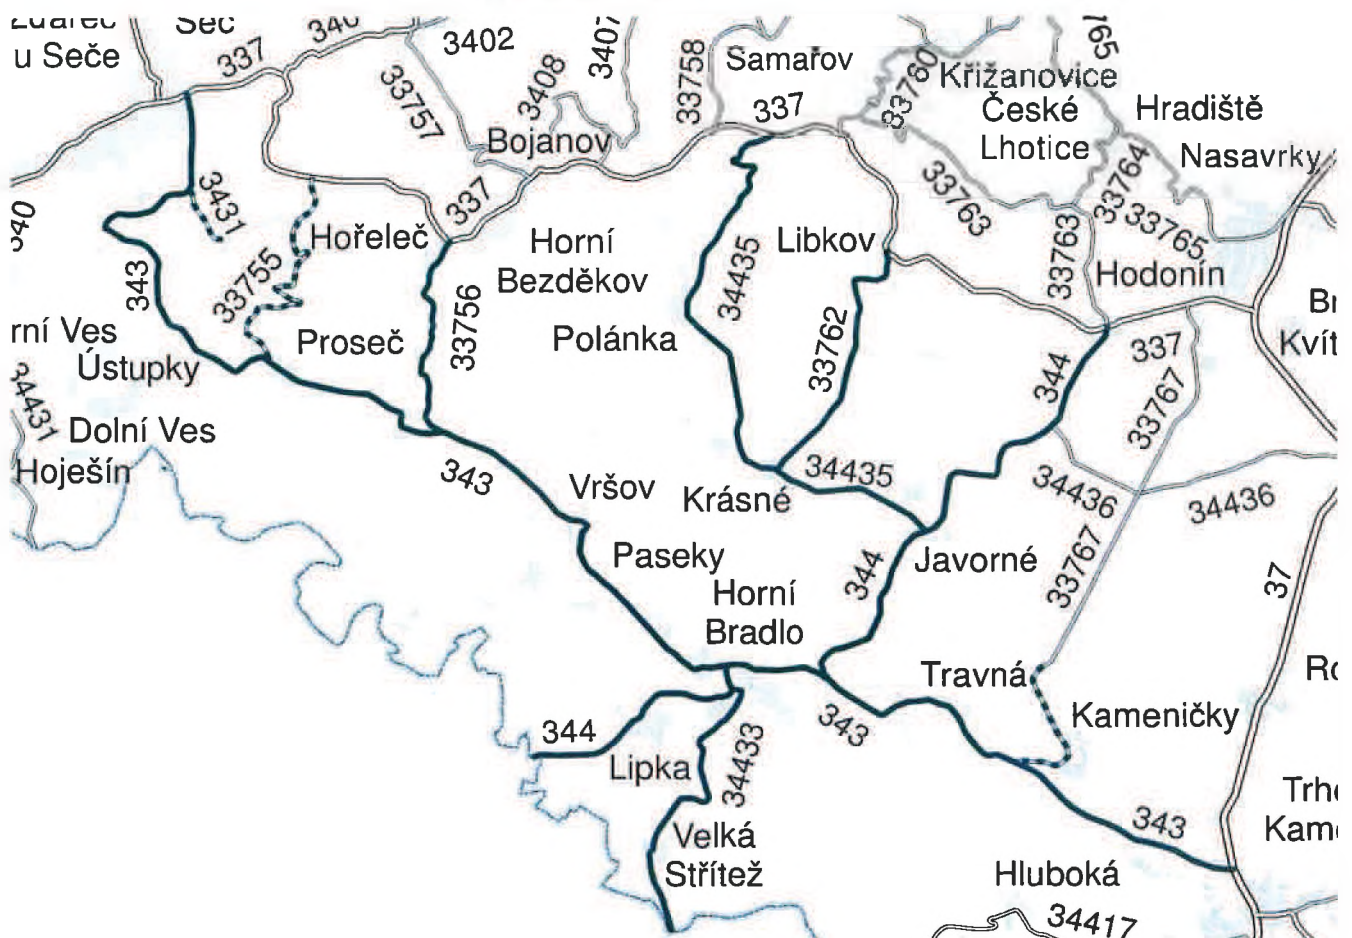 Seč
u Seče
337
3402
3407
33758
Samařov
33760
Křižanovice
České
Lhotice
Hradiště
Nasavrky
33757
3408
Bojanov
337
33764
33763
33765
3431
337
Hořeleč
Horní
Bezděkov
34435
Libkov
33763
Hodonín
343
33755
33756
33762
rní Ves
Ústupky
Proseč
Polánka
344
337
Kvít
33767
34431
Dolní Ves
Hoješín
343
Vršov
Krásné
34435
34436
34436
Paseky
Horní
Bradlo
344
Javorné
33767
37
Travná
Kameničky
344
343
Lipka
34433
Velká
Střítež
343
Hluboká
34417